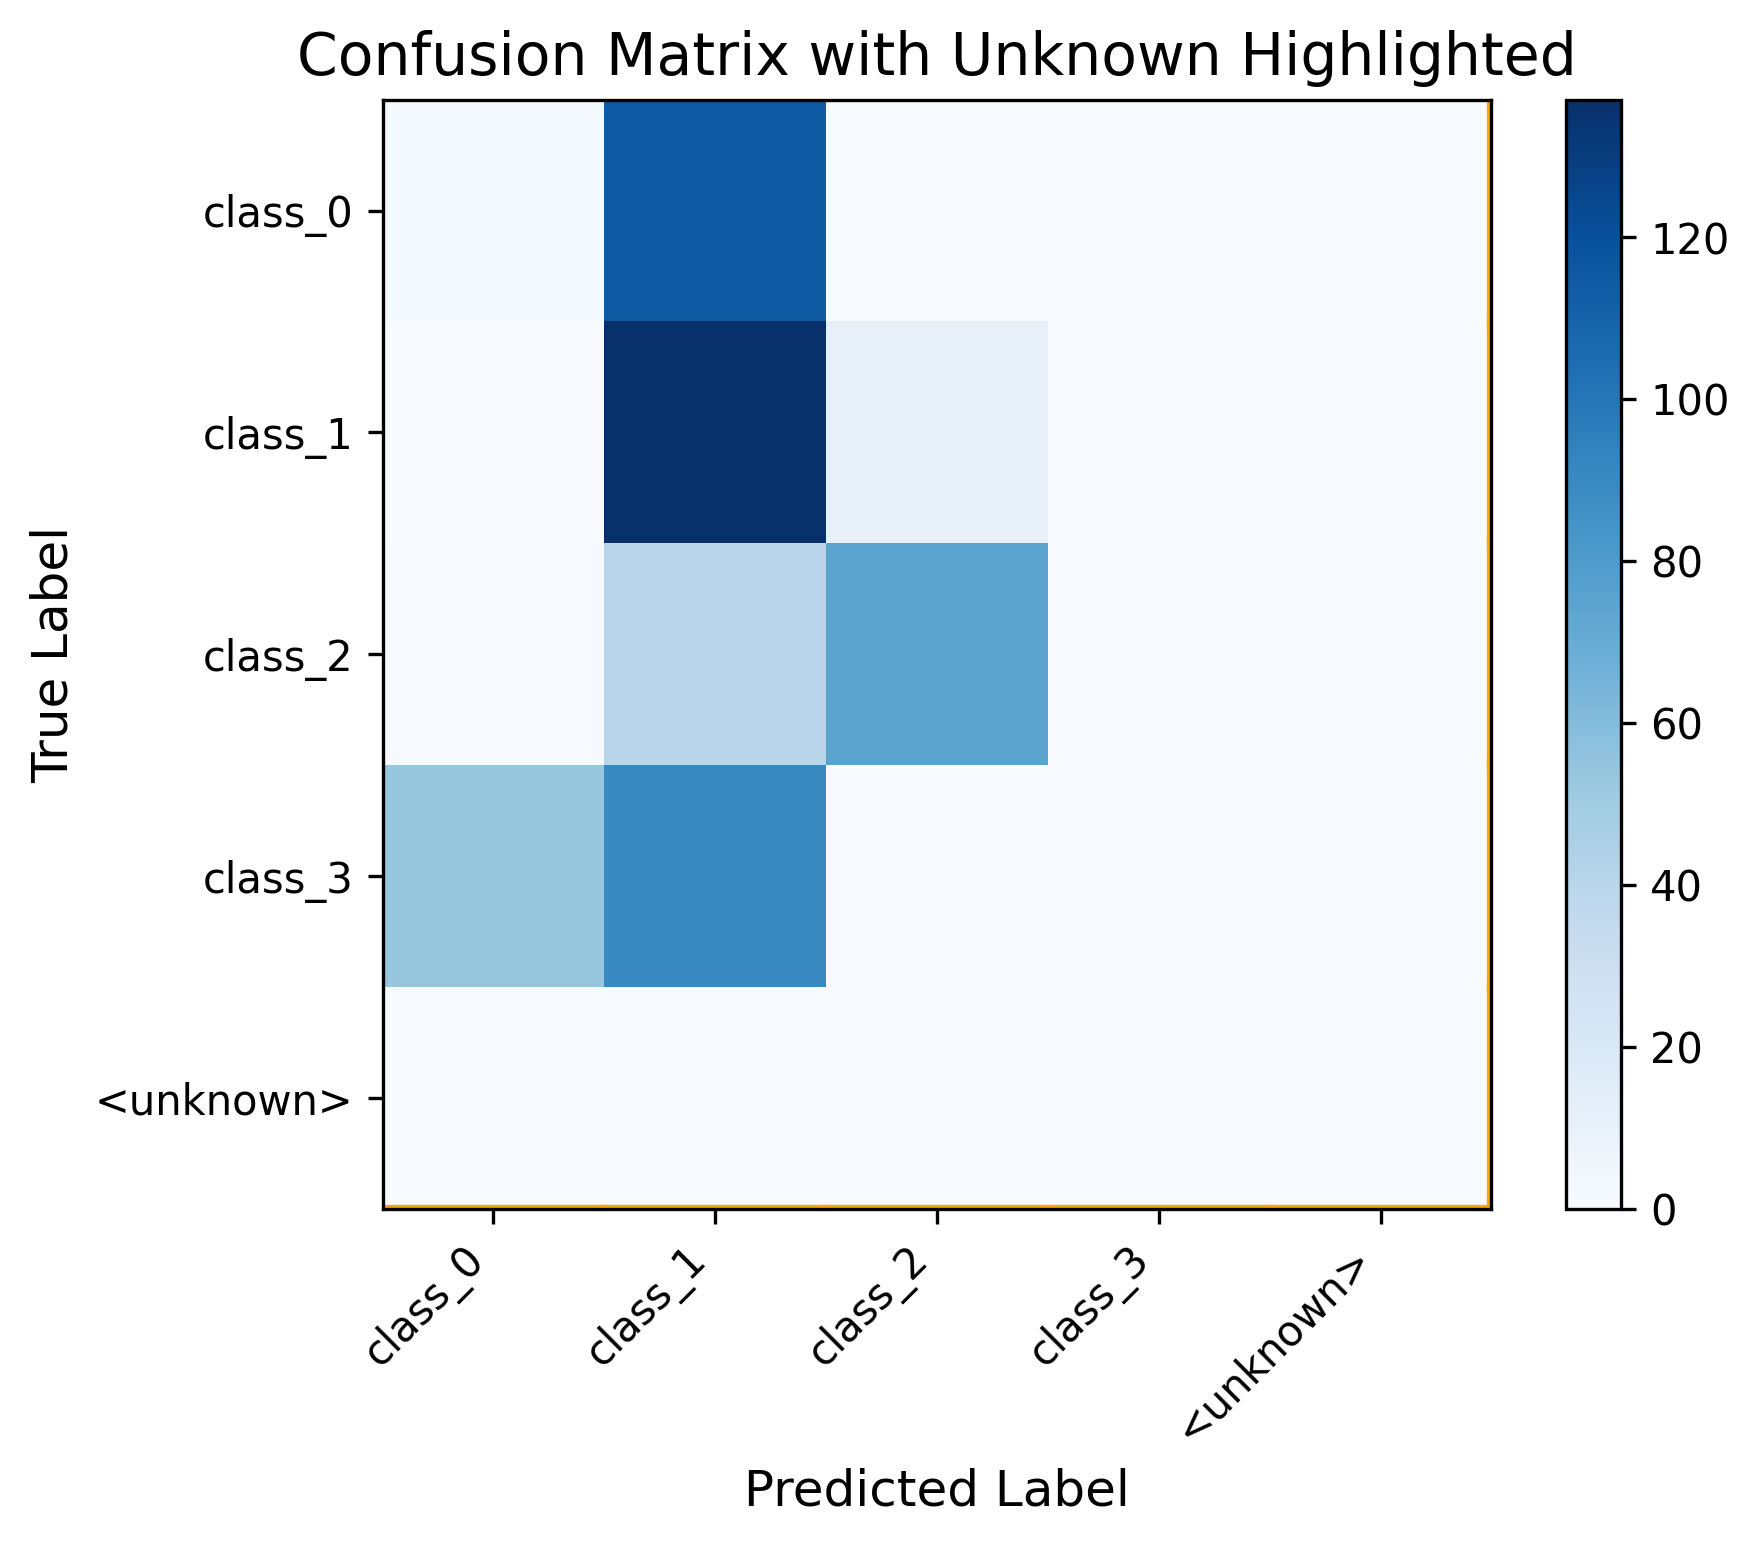 Confusion Matrix with Unknown Highlighted
True Label
class_0
class_1
class_2
class_3
<unknown>
class_0
class_1
class_2
class_3
<unknown>
Predicted Label
120
100
80
60
40
20
0